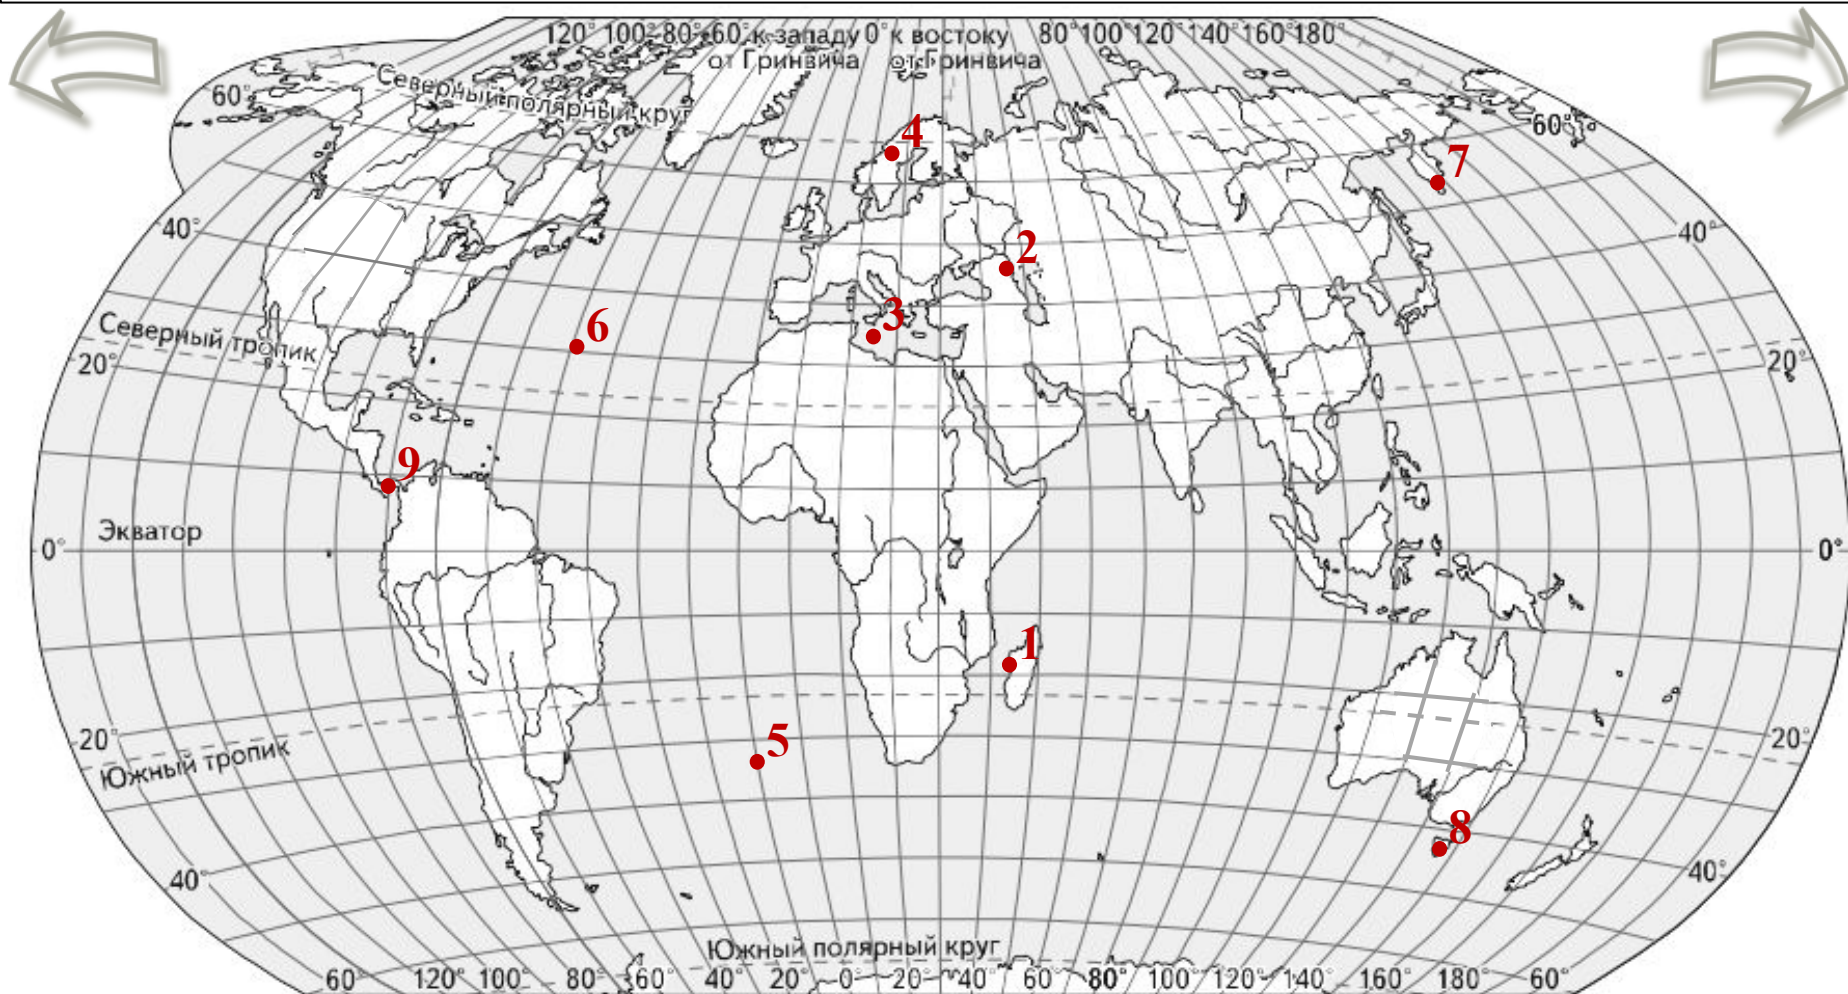 120° 100° 80° 60° к западу 0° к востоку 80° 100° 120° 140° 160° 180°
от Гринвича от Гринвича
Северный полярный круг
60°
60°
4
7
40°
40°
2
3
6
Северный тропик
20°
20°
9
Экватор
0°
0°
1
5
20°
20°
Южный тропик
8
40°
40°
Южный полярный круг
60° 120° 100° 80° 60° 40° 20° 0° 20° 40° 60° 80° 100° 120° 140° 160° 180° 60°